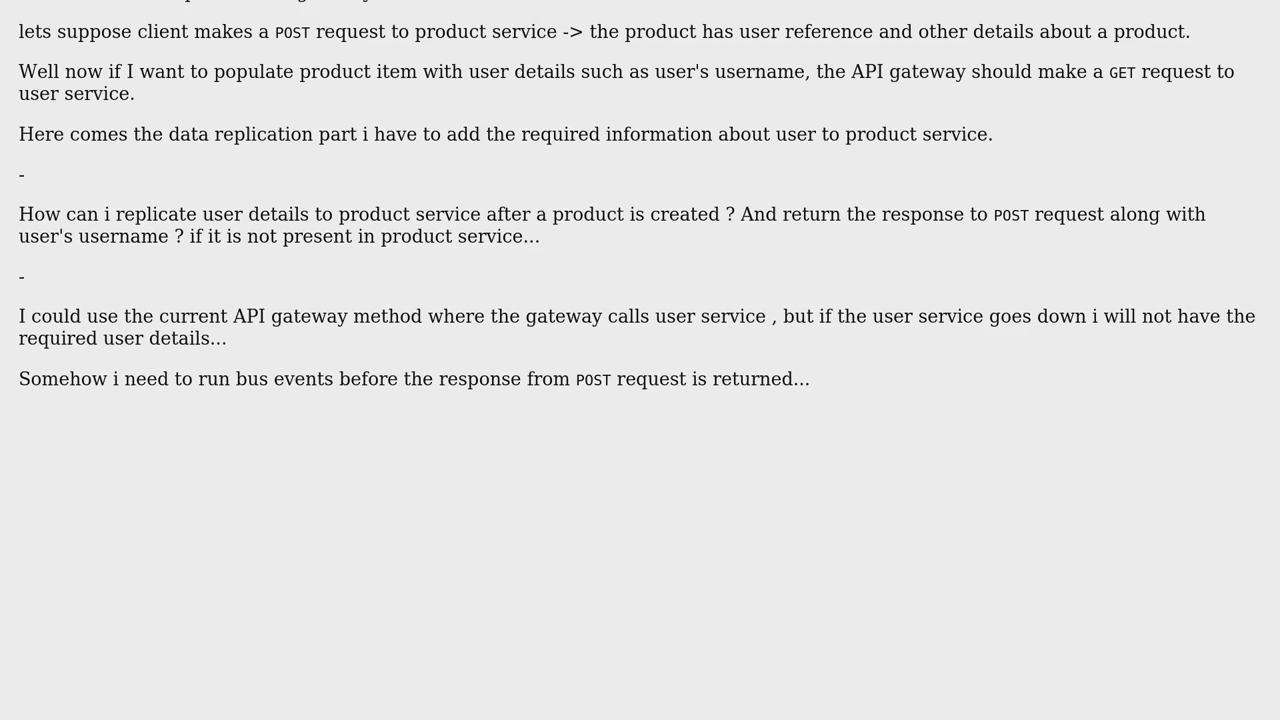 lets suppose client makes a POST request to product service -> the product has user reference and other details about a product.
Well now if I want to populate product item with user details such as user's username, the API gateway should make a GET request to
user service.
Here comes the data replication part i have to add the required information about user to product service.
-
How can i replicate user details to product service after a product is created ? And return the response to POST request along with
user's username ? if it is not present in product service...
-
I could use the current API gateway method where the gateway calls user service , but if the user service goes down i will not have the
required user details...
Somehow i need to run bus events before the response from POST request is returned...